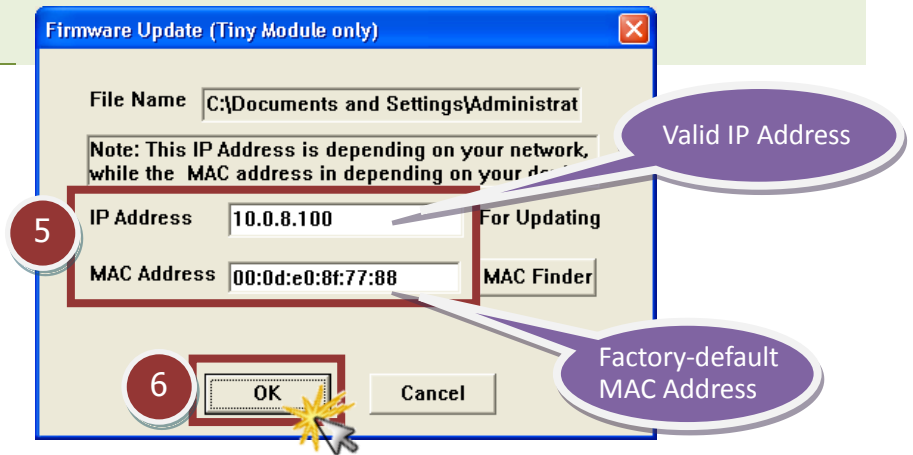 Firmware Update (Tiny Module only)
File Name C:\Documents and Settings\Administrat
Note: This IP Address is depending on your network,
while the MAC address in depending on your
Valid IP Address
5
IP Address 10.0.8.100 For Updating
MAC Address 00:0d:e0:8f:77:88 MAC Finder
Factory-default
MAC Address
6
OK Cancel